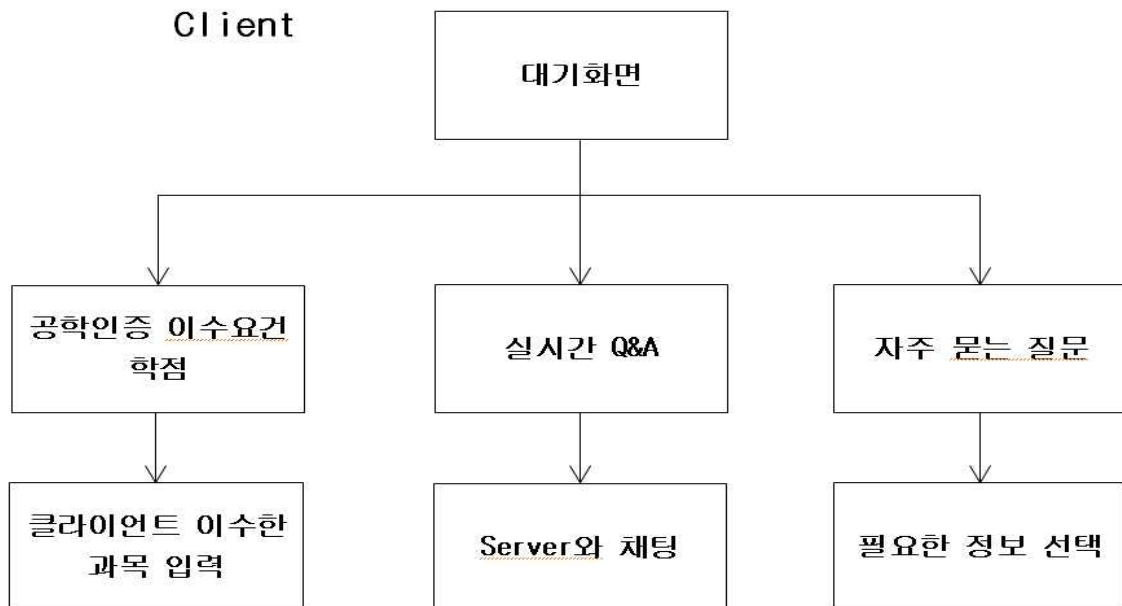 Client
대기화면
공학인증 이수요건
학점
실시간 Q&A
자주 묻는 질문
클라이언트 이수한
과목 입력
Server와 채팅
필요한 정보 선택